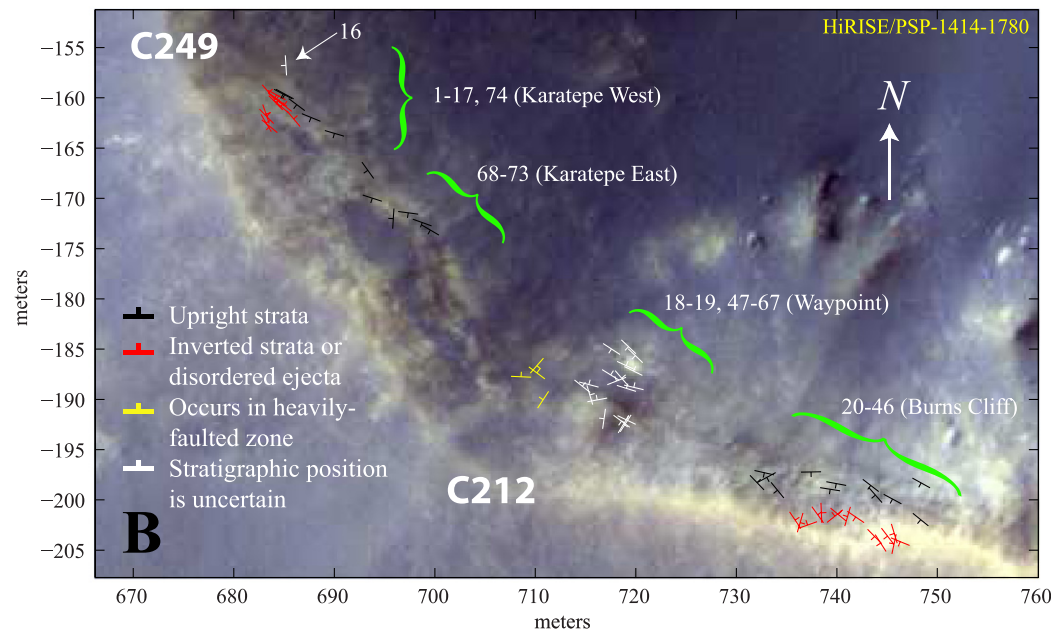 HiRISE/PSP-1414-1780
C249
16
1-17, 74 (Karatepe West)
N
68-73 (Karatepe East)
18-19, 47-67 (Waypoint)
20-46 (Burns Cliff)
Upright strata
Inverted strata or
disordered ejecta
Occurs in heavily-
faulted zone
Stratigraphic position
is uncertain
C212
B
−155
−160
−165
−170
−175
−180
−185
−190
−195
−200
−205
meters
670
680
690
700
710
720
730
740
750
760
meters